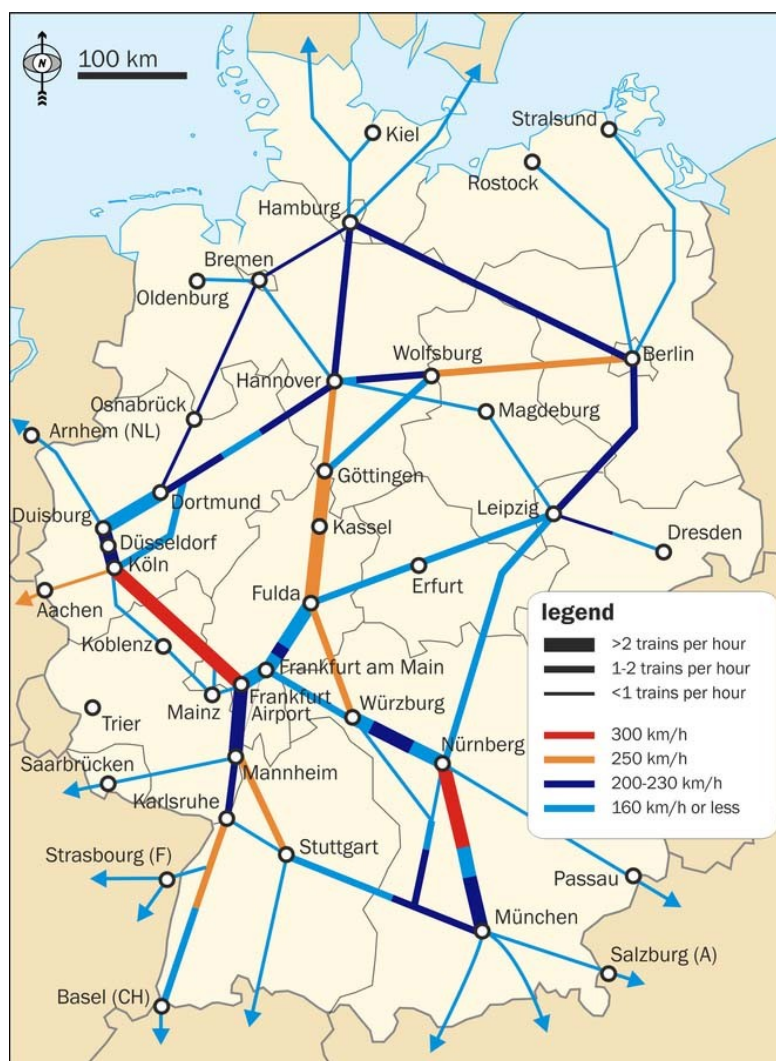 N
100 km
Kiel
Stralsund
Rostock
Hamburg
Bremen
Oldenburg
Wolfsburg
Berlin
Hannover
Osnabrück
Magdeburg
Arnhem (NL)
Göttingen
Dortmund
Leipzig
Duisburg
Kassel
Düsseldorf
Dresden
Köln
Erfurt
Aachen
Fulda
Koblenz
Frankfurt am Main
Mainz
Frankfurt
Airport
Würzburg
Trier
Nürnberg
Saarbrücken
Mannheim
Karlsruhe
Stuttgart
Strasbourg (F)
Passau
München
Salzburg (A)
Basel (CH)
legend
>2 trains per hour
1-2 trains per hour
<1 trains per hour
300 km/h
250 km/h
200-230 km/h
160 km/h or less